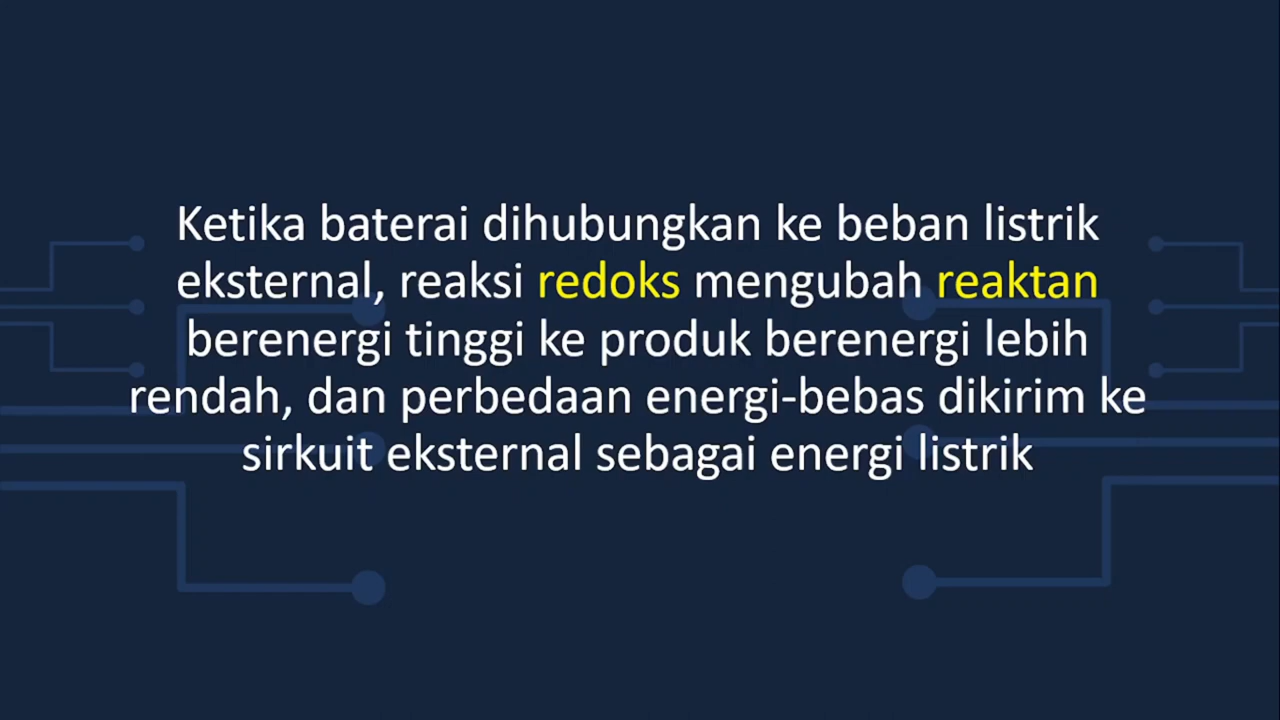 Ketika baterai dihubungkan ke beban listrik
eksternal, reaksi redoks mengubah reaktan
berenergi tinggi ke produk berenergi lebih
rendah, dan perbedaan energi-bebas dikirim ke
sirkuit eksternal sebagai energi listrik